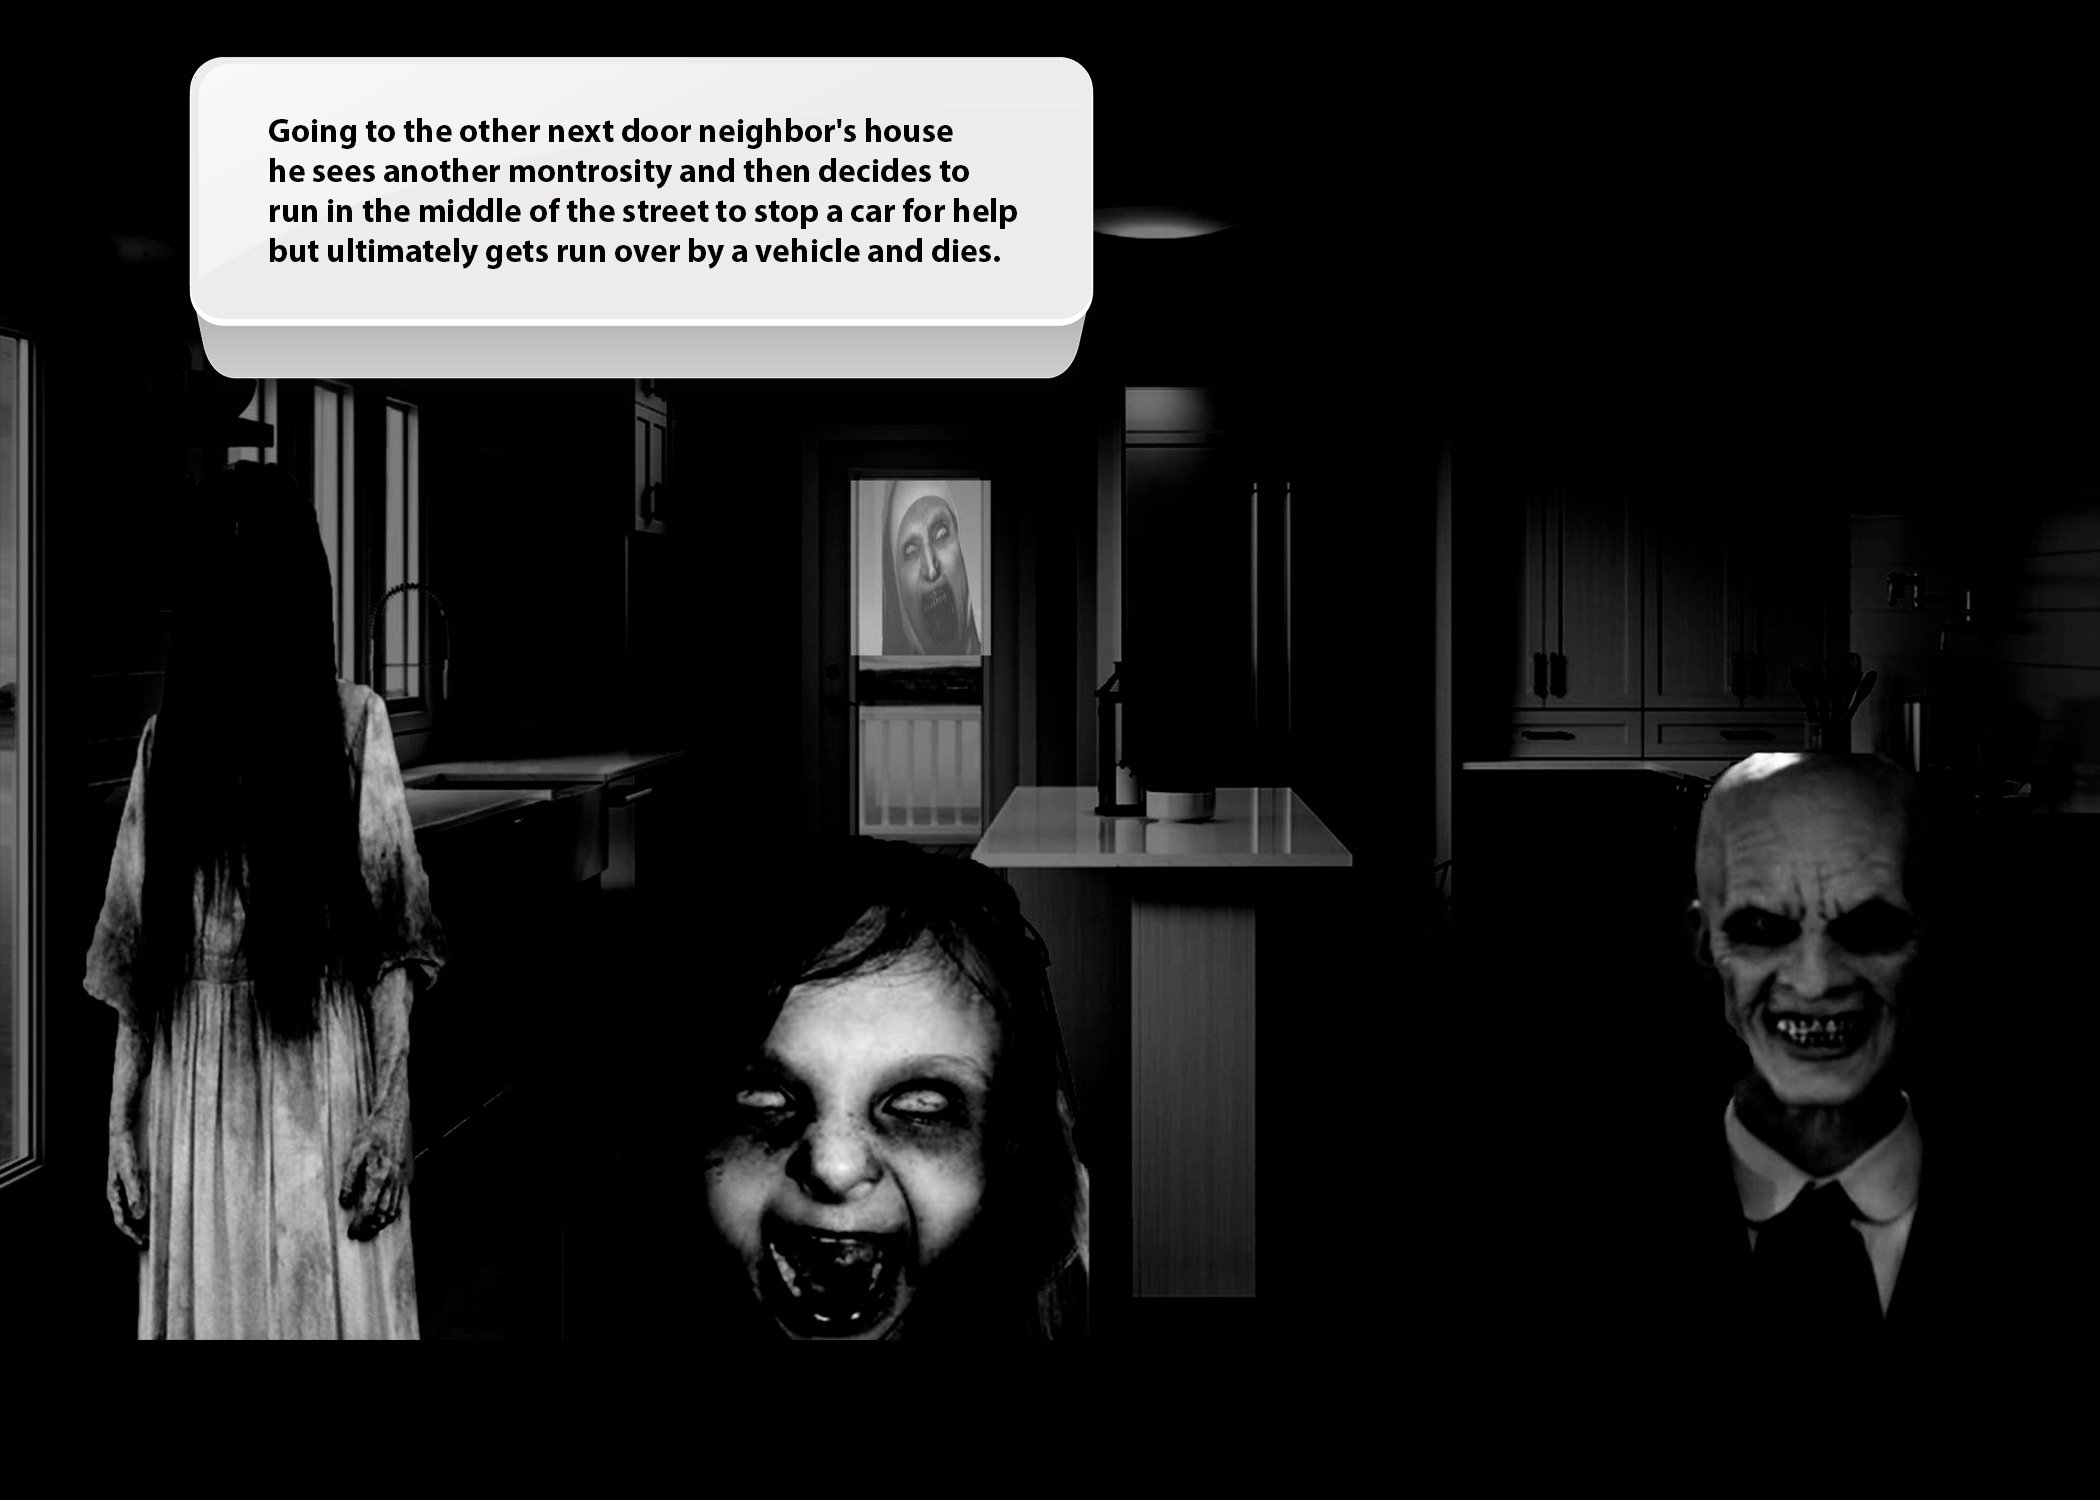 Going to the other next door neighbor's house
he sees another montrosity and then decides to
run in the middle of the street to stop a car for help
but ultimately gets run over by a vehicle and dies.